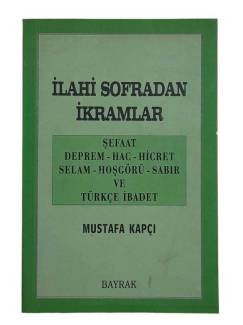 İLAHİ SOFRADAN
İKRAMLAR
ŞEFAAT
DEPREM - HAC - HİCRET
SELAM - HOŞGÖRÜ - SABIR
VE
TÜRKÇE İBADET
MUSTAFA KAPÇI
BAYRAK